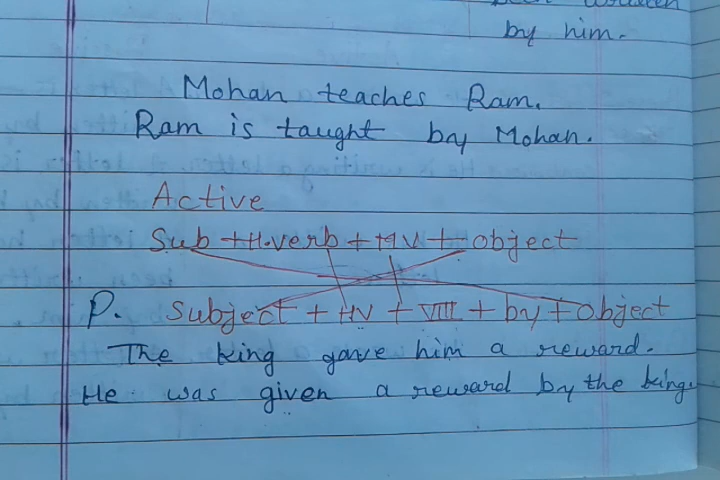 by him.
Mohan teaches Ram.
Ram is taught by Mohan.
Active
Sub + H.verb + MV + object
P. Subject + HV + VIII + by + object
The king gave him a reward.
He was given a reward by the king.